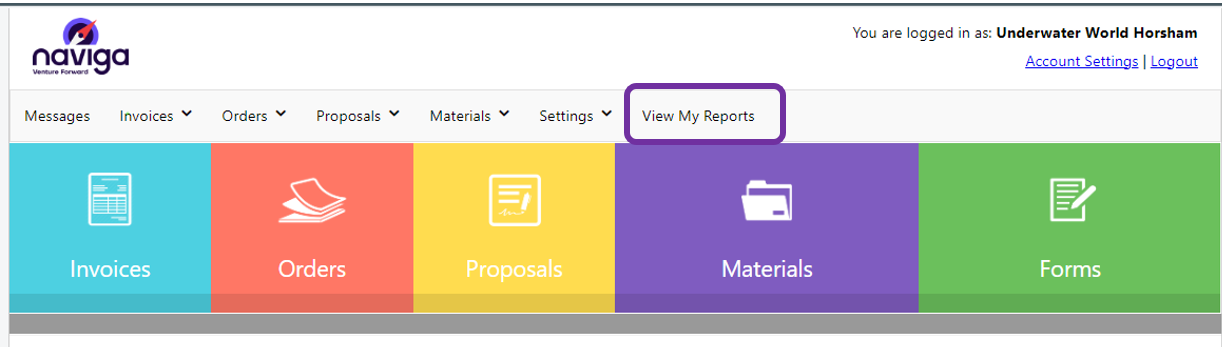 naviga
Venture Forward
You are logged in as: Underwater World Horsham
Account Settings | Logout
Messages Invoices Orders Proposals Materials Settings View My Reports
Invoices Orders Proposals Materials Forms